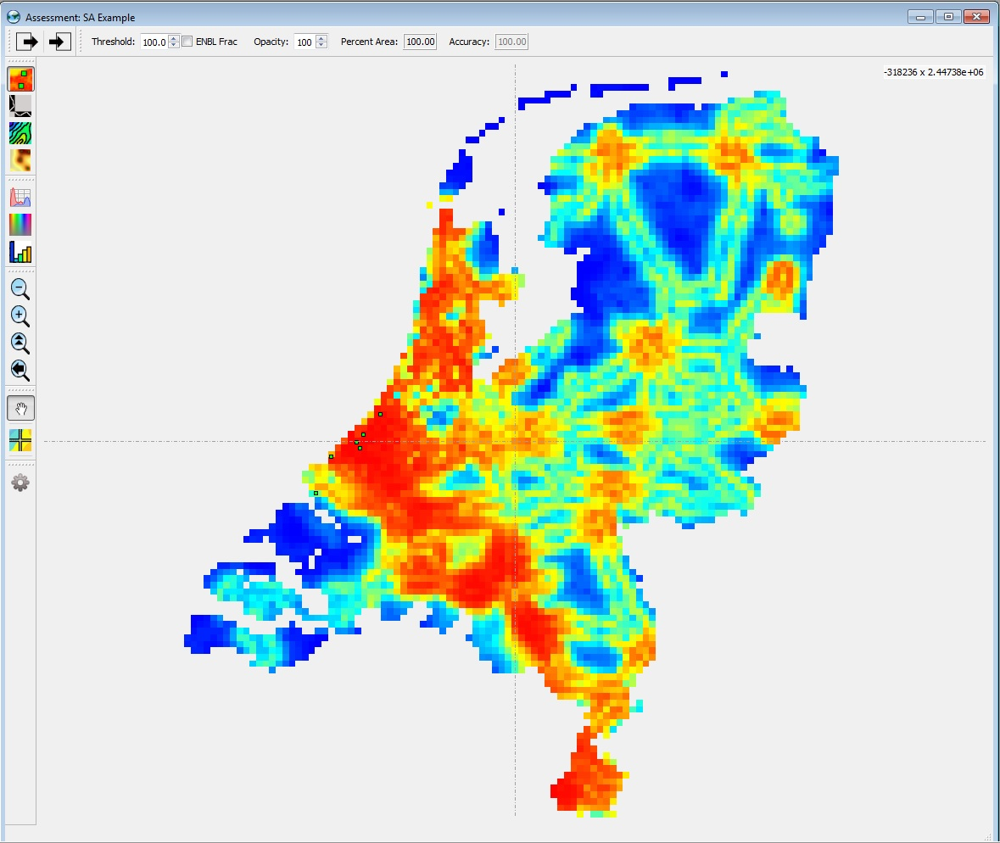 Assessment: SA Example
Threshold: 100.0 ENBL Frac Opacity: 100 Percent Area: 100.00 Accuracy: 100.00
-318236 x 2.44738e+06